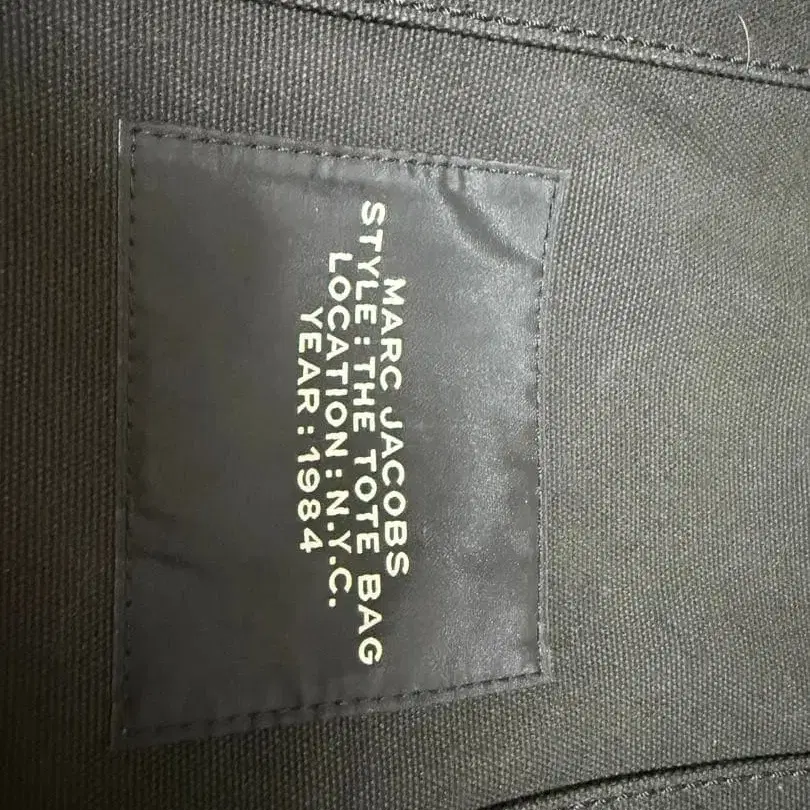 MARC JACOBS
STYLE: THE TOTE BAG
LOCATION: N.Y.C.
YEAR: 1984